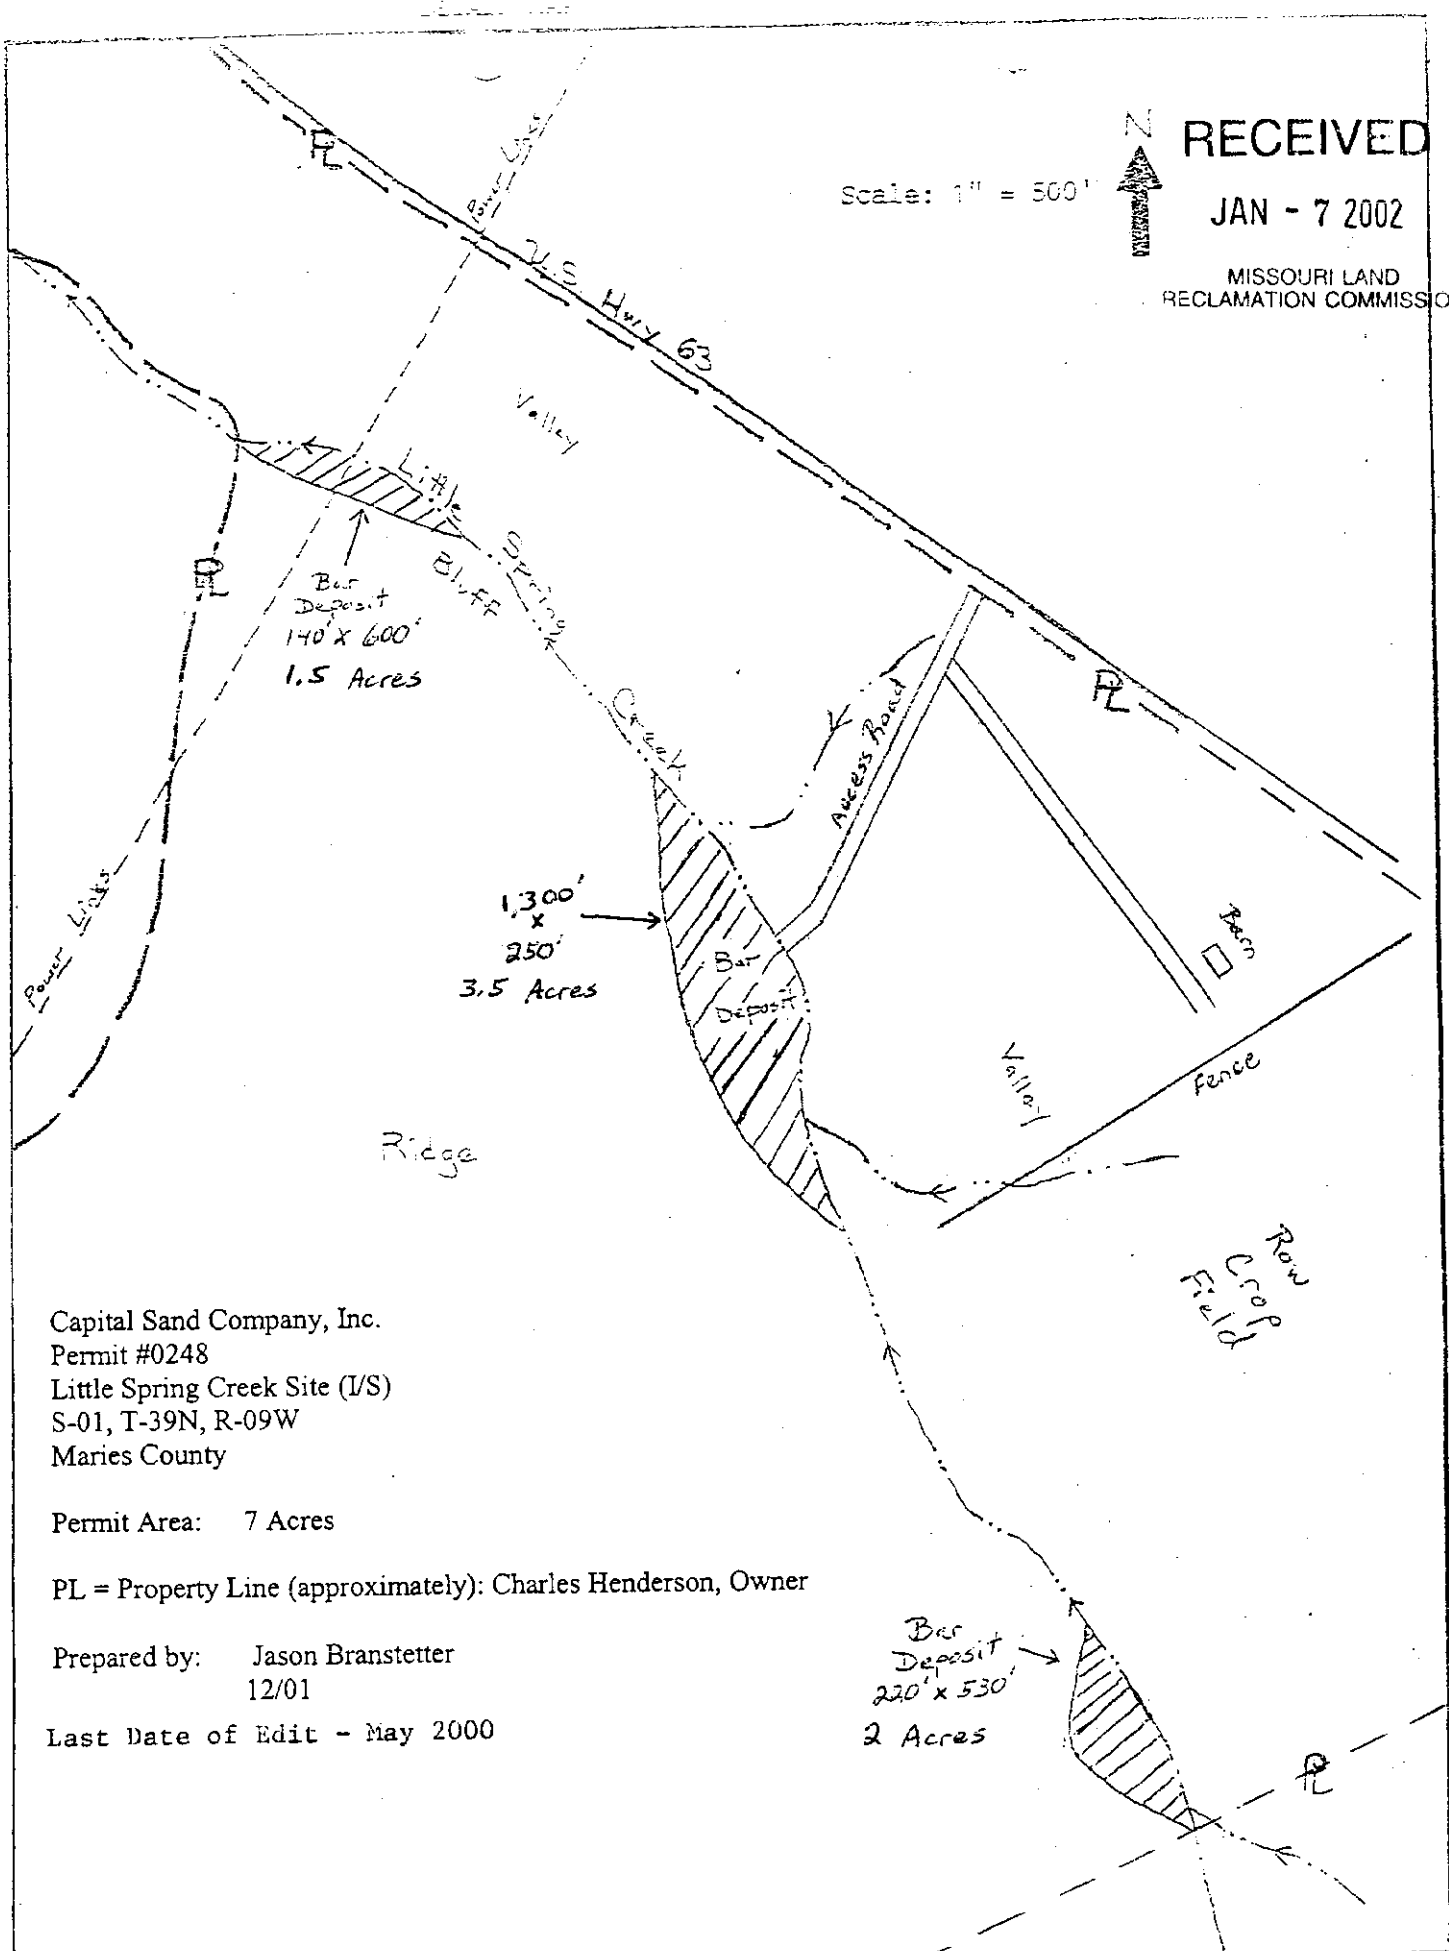 N
RECEIVED
Scale: 1" = 500'
JAN - 7 2002
MISSOURI LAND
RECLAMATION COMMISSIO
PL
Power Lines
U.S. Hwy 63
Valley
Little Spring Creek
Bluff
PL
Bar
Deposit
140' x 600'
1.5 Acres
PL
Access Road
Barn
1,300'
x
250'
3.5 Acres
Bar
Deposit
Power Lines
Valley
Fence
Ridge
Row
Crop
Field
Capital Sand Company, Inc.
Permit #0248
Little Spring Creek Site (I/S)
S-01, T-39N, R-09W
Maries County
Permit Area: 7 Acres
PL = Property Line (approximately): Charles Henderson, Owner
Prepared by: Jason Branstetter
12/01
Last Date of Edit - May 2000
Bar
Deposit
220' x 530'
2 Acres
PL